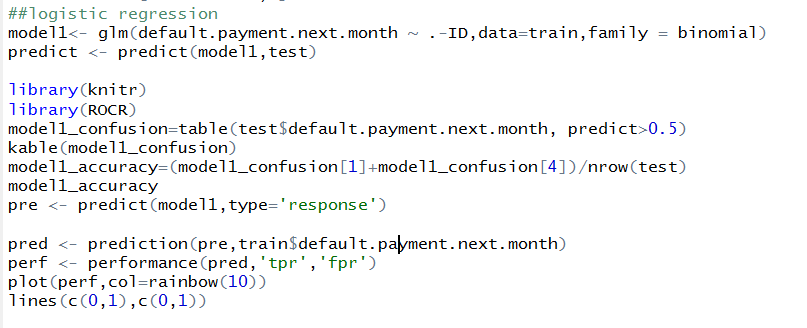 ##logistic regression
model1<- glm(default.payment.next.month ~ .-ID,data=train,family = binomial)
predict <- predict(model1,test)
library(knitr)
library(ROCR)
model1_confusion=table(test$default.payment.next.month, predict>0.5)
kable(model1_confusion)
model1_accuracy=(model1_confusion[1]+model1_confusion[4])/nrow(test)
model1_accuracy
pre <- predict(model1,type='response')
pred <- prediction(pre,train$default.payment.next.month)
perf <- performance(pred,'tpr','fpr')
plot(perf,col=rainbow(10))
lines(c(0,1),c(0,1))